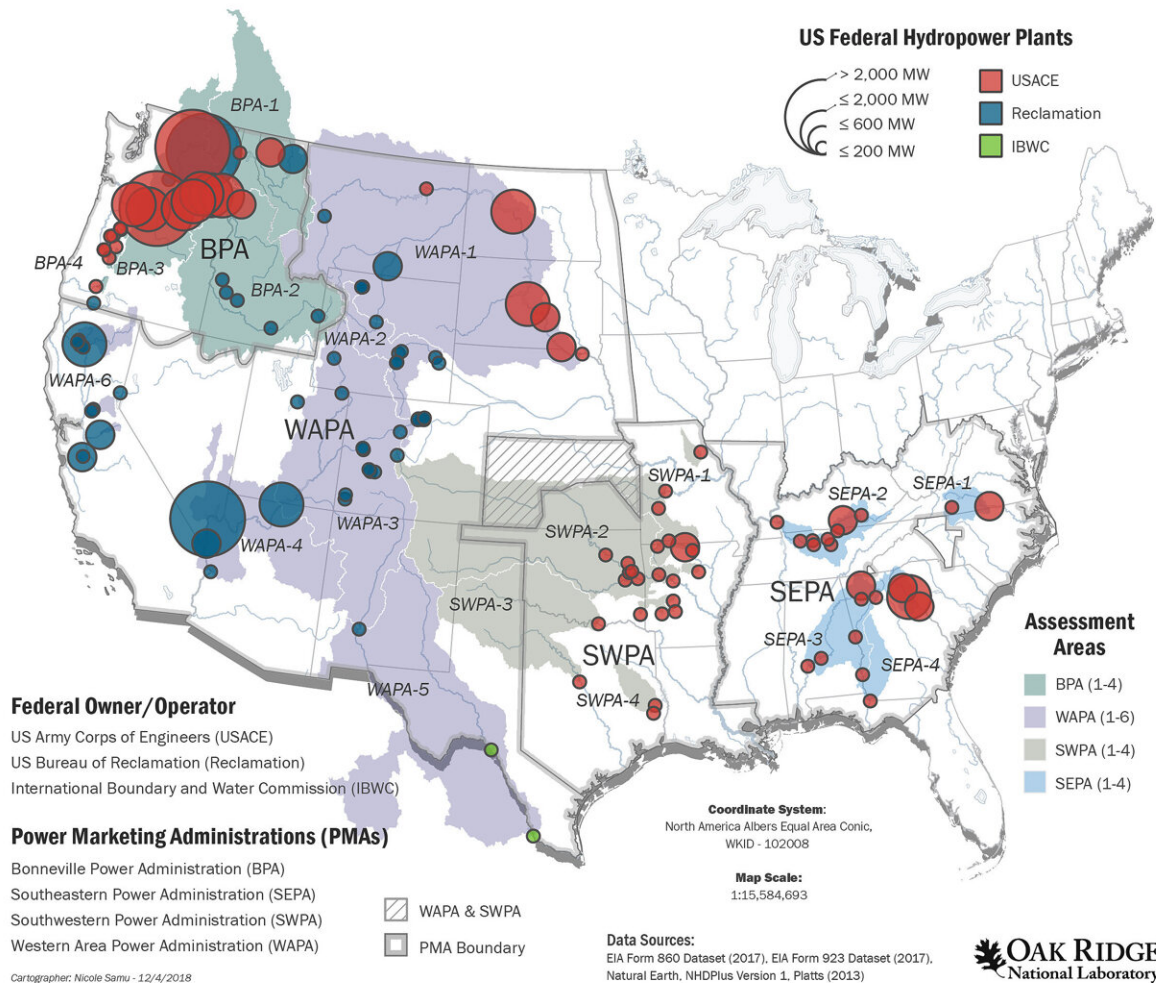 US Federal Hydropower Plants
> 2,000 MW
≤ 2,000 MW
≤ 600 MW
≤ 200 MW
USACE
Reclamation
IBWC
BPA-1
BPA
BPA-4
BPA-3
BPA-2
WAPA-1
WAPA-2
WAPA-6
WAPA
WAPA-3
WAPA-4
WAPA-5
SWPA-1
SWPA-2
SWPA-3
SWPA
SWPA-4
SEPA-2
SEPA-1
SEPA
SEPA-3
SEPA-4
Assessment
Areas
BPA (1-4)
WAPA (1-6)
SWPA (1-4)
SEPA (1-4)
Federal Owner/Operator
US Army Corps of Engineers (USACE)
US Bureau of Reclamation (Reclamation)
International Boundary and Water Commission (IBWC)
Power Marketing Administrations (PMAs)
Bonneville Power Administration (BPA)
Southeastern Power Administration (SEPA)
Southwestern Power Administration (SWPA)
Western Area Power Administration (WAPA)
Cartographer: Nicole Samu - 12/4/2018
WAPA & SWPA
PMA Boundary
Coordinate System:
North America Albers Equal Area Conic,
WKID - 102008
Map Scale:
1:15,584,693
Data Sources:
EIA Form 860 Dataset (2017), EIA Form 923 Dataset (2017),
Natural Earth, NHDPlus Version 1, Platts (2013)
OAK RIDGE
National Laboratory